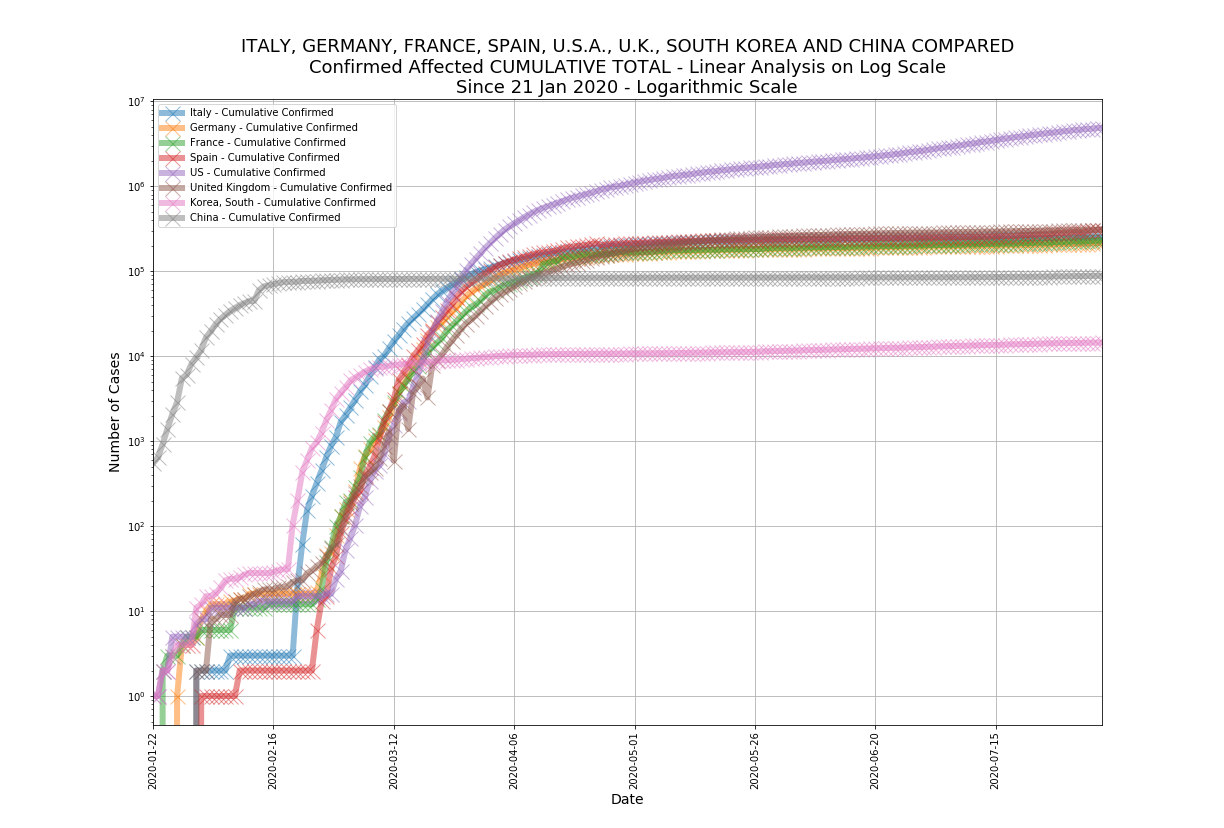 ITALY, GERMANY, FRANCE, SPAIN, U.S.A., U.K., SOUTH KOREA AND CHINA COMPARED
Confirmed Affected CUMULATIVE TOTAL - Linear Analysis on Log Scale
Since 21 Jan 2020 - Logarithmic Scale
Italy - Cumulative Confirmed
Germany - Cumulative Confirmed
France - Cumulative Confirmed
Spain - Cumulative Confirmed
US - Cumulative Confirmed
United Kingdom - Cumulative Confirmed
Korea, South - Cumulative Confirmed
China - Cumulative Confirmed
Number of Cases
10⁷
10⁶
10⁵
10⁴
10³
10²
10¹
10⁰
2020-01-22
2020-02-16
2020-03-12
2020-04-06
2020-05-01
2020-05-26
2020-06-20
2020-07-15
Date